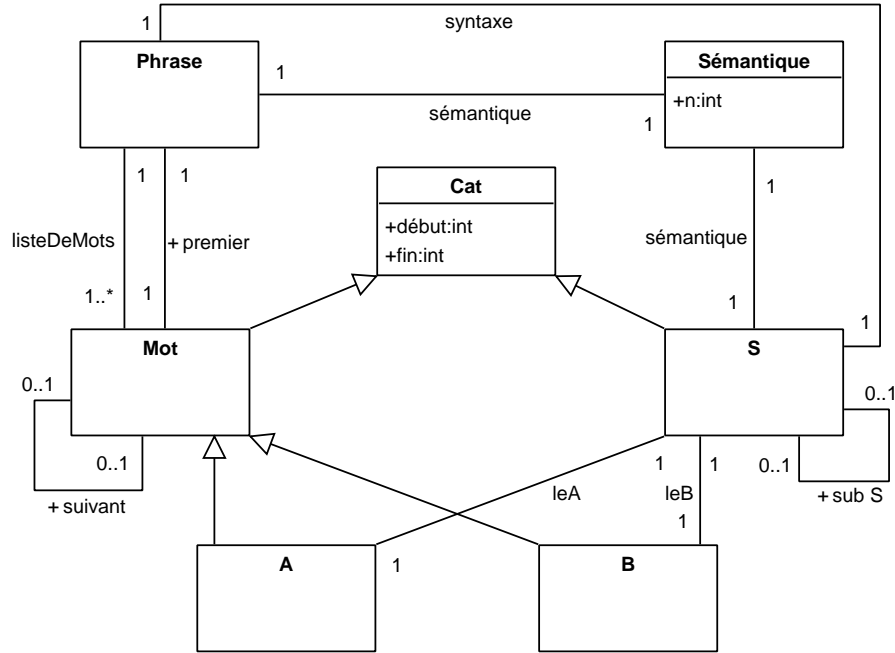 syntaxe
1
Phrase
1
sémantique
1
Sémantique
+n:int
1
1
listeDeMots
+ premier
1..*
1
Cat
+début:int
+fin:int
1
sémantique
1
1
Mot
S
0..1
0..1
+ suivant
0..1
0..1
+ sub S
1
1
leA
leB
1
1
A
B